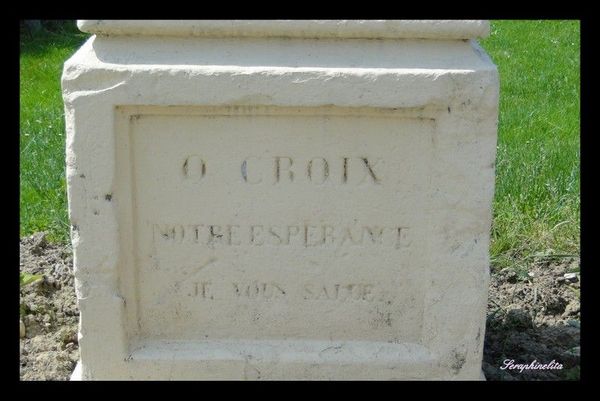 O CROIX
NOTRE ESPERANCE
JE VOUS SALUE
Seraphinelita